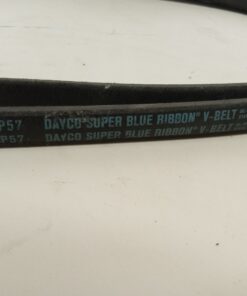 P57 DAYCO® SUPER BLUE RIBBON® V-BELT
P57 DAYCO SUPER BLUE RIBBON® V-BELT